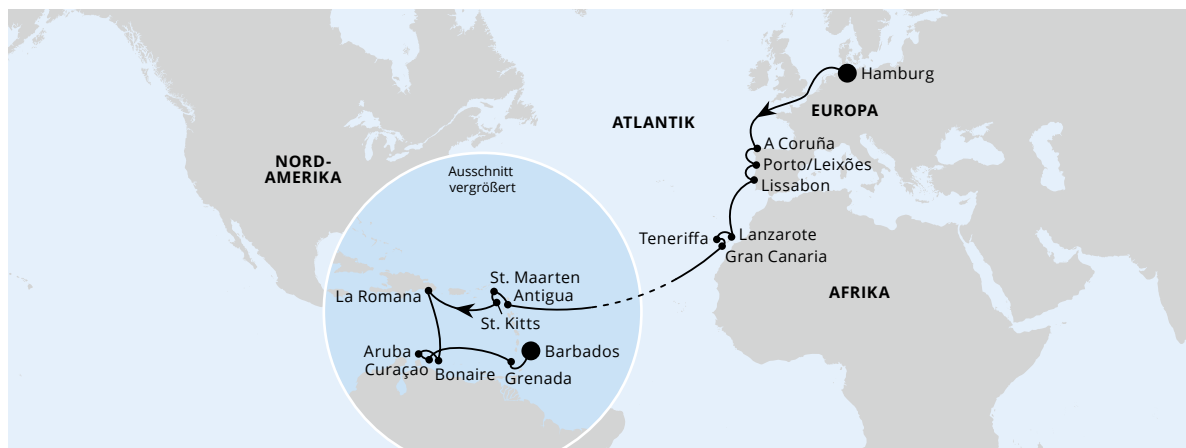 Hamburg
EUROPA
ATLANTIK
A Coruña
Porto/Leixões
Lissabon
NORD-
AMERIKA
Ausschnitt
vergrößert
Teneriffa
Lanzarote
Gran Canaria
AFRIKA
St. Maarten
Antigua
La Romana
St. Kitts
Aruba
Curaçao
Bonaire
Grenada
Barbados